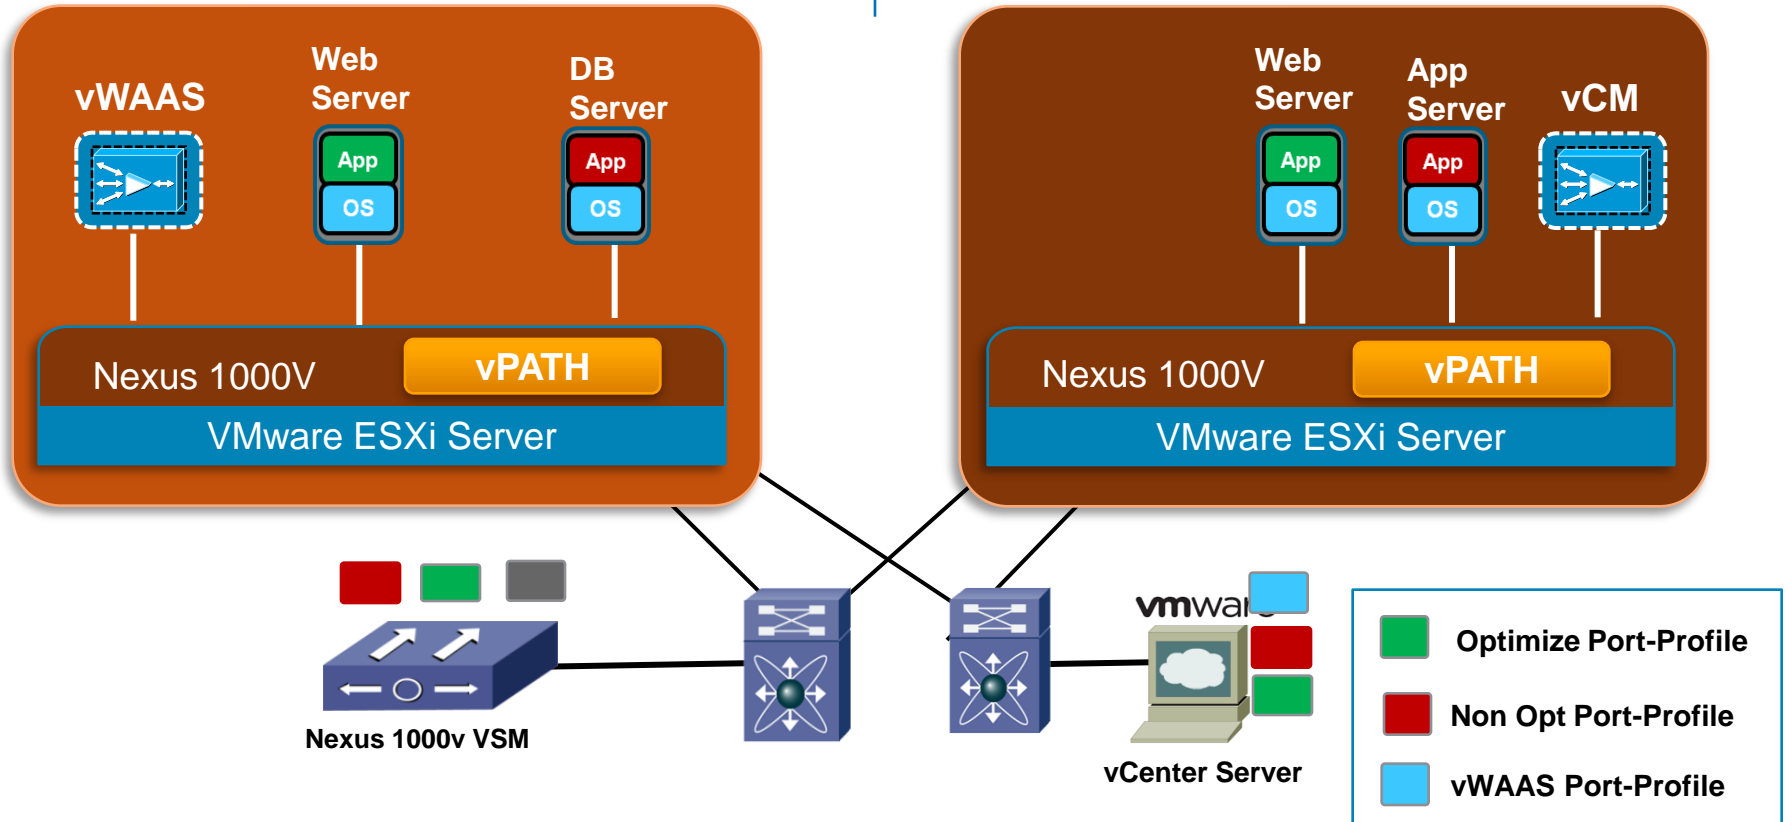 vWAAS
Web
Server
DB
Server
App
OS
App
OS
Nexus 1000V
vPATH
VMware ESXi Server
Web
Server
App
Server
vCM
App
OS
App
OS
Nexus 1000V
vPATH
VMware ESXi Server
Nexus 1000v VSM
vmware
vCenter Server
Optimize Port-Profile
Non Opt Port-Profile
vWAAS Port-Profile